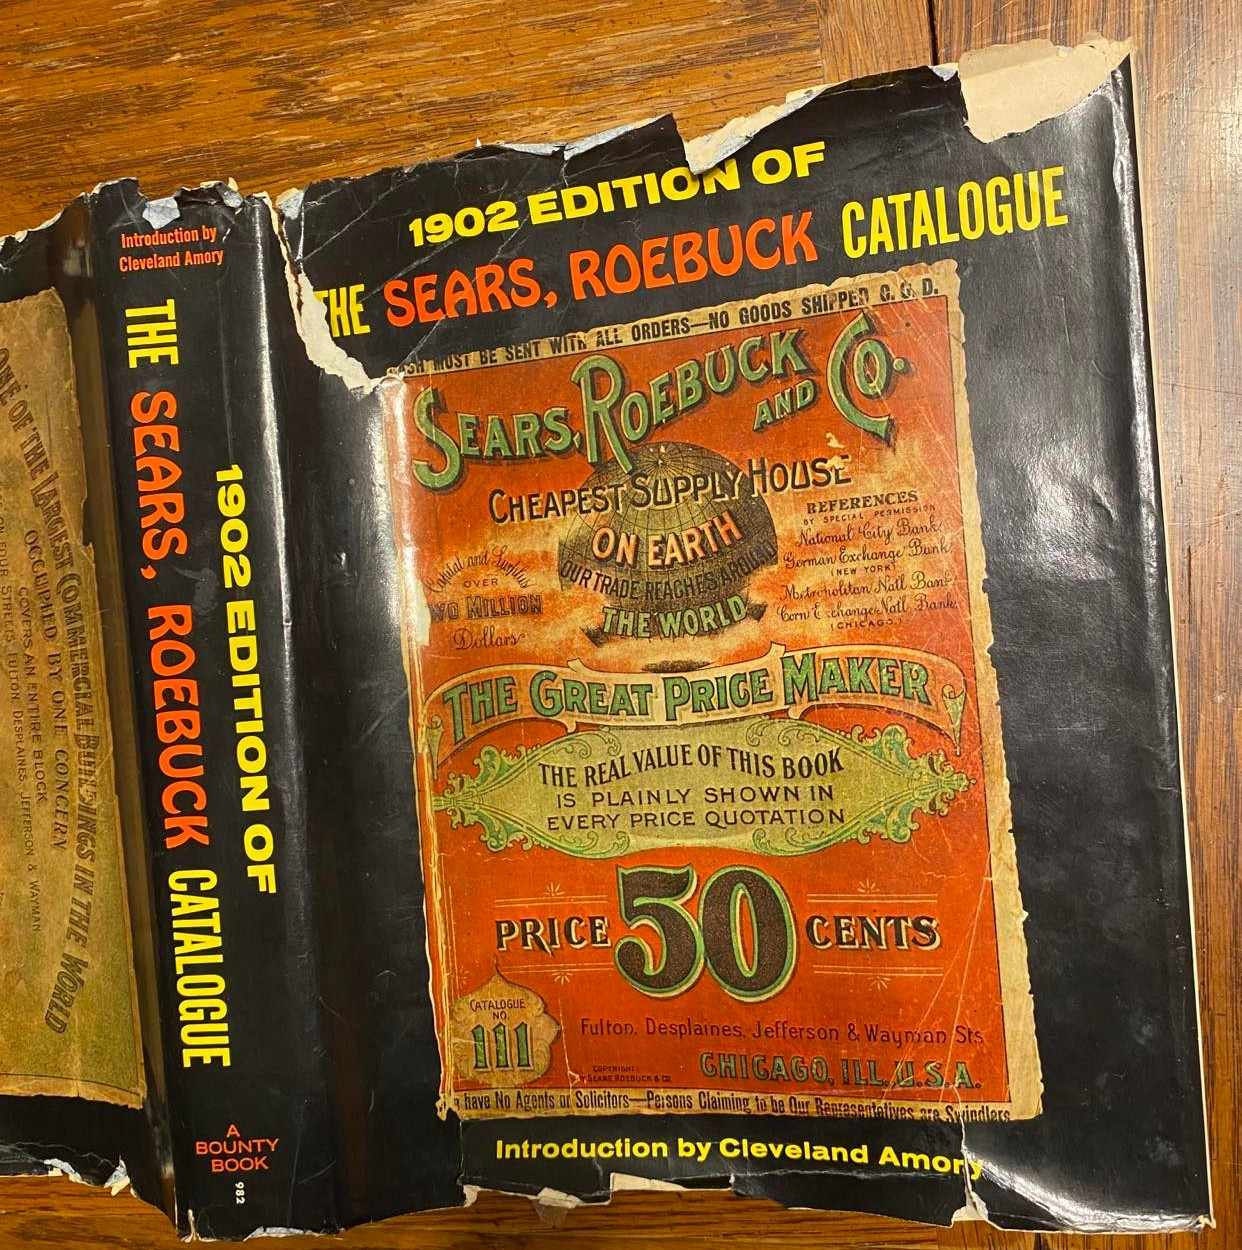 ONE OF THE LARGEST COMMERCIAL BUILDINGS IN THE WORLD
OCCUPIED BY ONE CONCERN
COVERS AN ENTIRE BLOCK
ON FOUR STREETS, FULTON, DESPLAINES, JEFFERSON, & WAYMAN
Introduction by
Cleveland Amory
1902 EDITION OF
THE SEARS, ROEBUCK CATALOGUE
A
BOUNTY
BOOK
982
1902 EDITION OF
THE SEARS, ROEBUCK CATALOGUE
CASH MUST BE SENT WITH ALL ORDERS—NO GOODS SHIPPED C.O.D.
SEARS, ROEBUCK AND CO.
CHEAPEST SUPPLY HOUSE
ON EARTH
OUR TRADE REACHES AROUND
THE WORLD
Capital and Surplus
OVER
TWO MILLION
Dollars
REFERENCES
BY SPECIAL PERMISSION
National City Bank,
German Exchange Bank
(NEW YORK)
Metropolitan Natl Bank
Corn Exchange Natl. Bank.
(CHICAGO.)
THE GREAT PRICE MAKER
THE REAL VALUE OF THIS BOOK
IS PLAINLY SHOWN IN
EVERY PRICE QUOTATION
PRICE 50 CENTS
CATALOGUE
NO.
111
Fulton, Desplaines, Jefferson & Wayman Sts
CHICAGO, ILL. U.S.A.
COPYRIGHT
BY SEARS ROEBUCK & CO
have No Agents or Solicitors—Persons Claiming to be Our Representatives are Swindlers
Introduction by Cleveland Amory